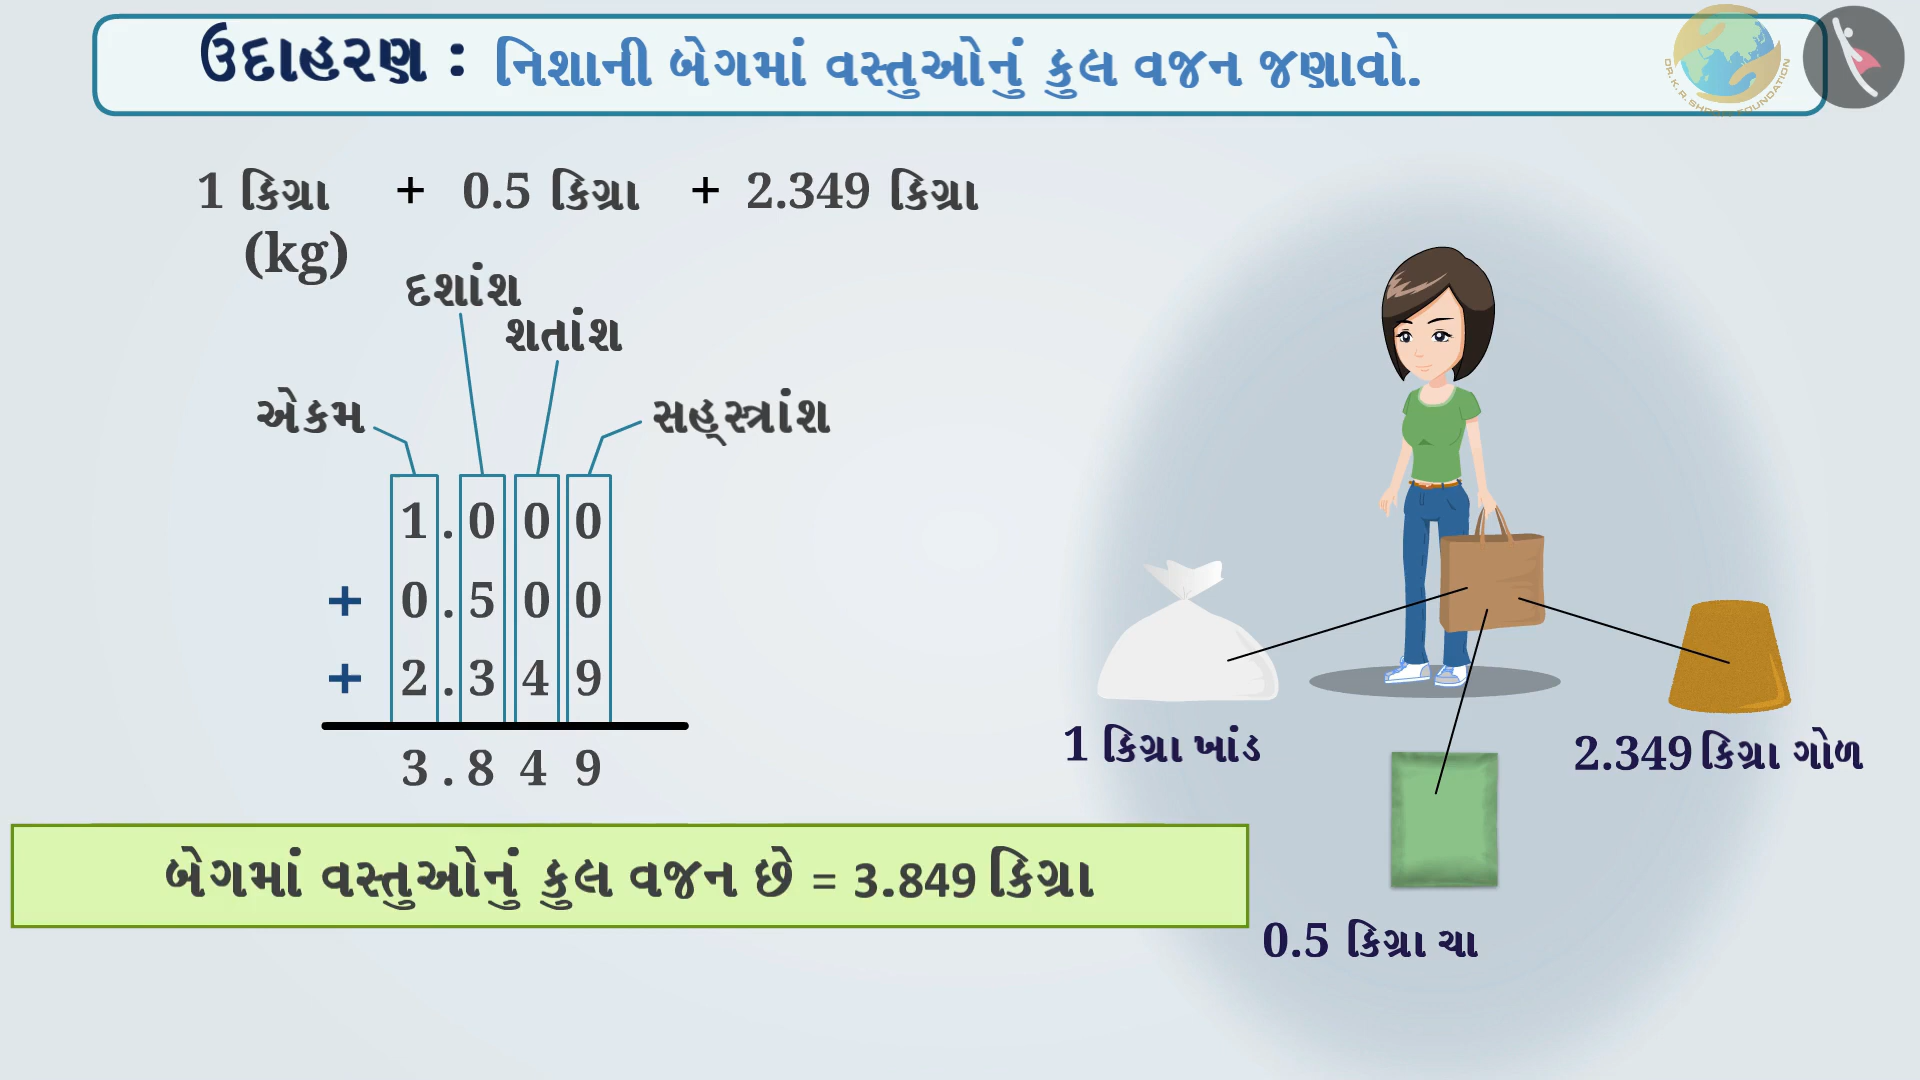 ઉદાહરણ : નિશાની બેગમાં વસ્તુઓનું કુલ વજન જણાવો.
1 કિગ્રા + 0.5 કિગ્રા + 2.349 કિગ્રા
(kg)
દશાંશ
શતાંશ
એકમ
સહ્સ્ત્રાંશ
1.000
+ 0.500
+ 2.349
3.849
1 કિગ્રા ખાંડ
2.349 કિગ્રા ગોળ
બેગમાં વસ્તુઓનું કુલ વજન છે = 3.849 કિગ્રા
0.5 કિગ્રા ચા